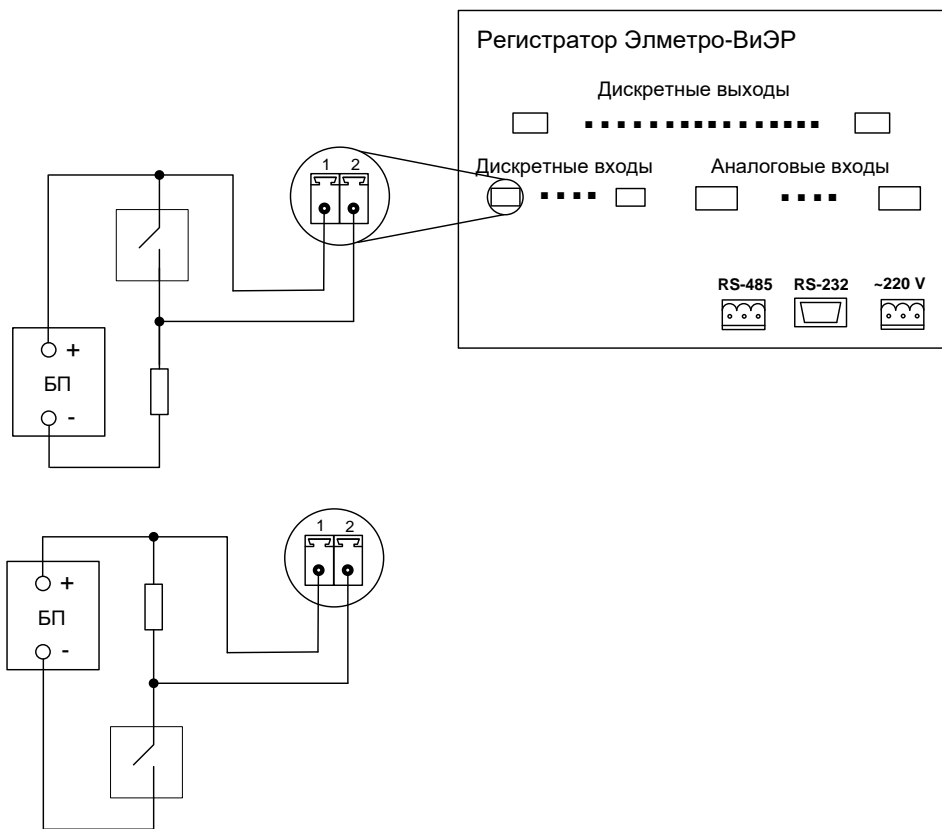 Регистратор Элметро-ВиЭР
Дискретные выходы
Дискретные входы
Аналоговые входы
1 2
RS-485 RS-232 ~220 V
+
БП
-
1 2
+
БП
-